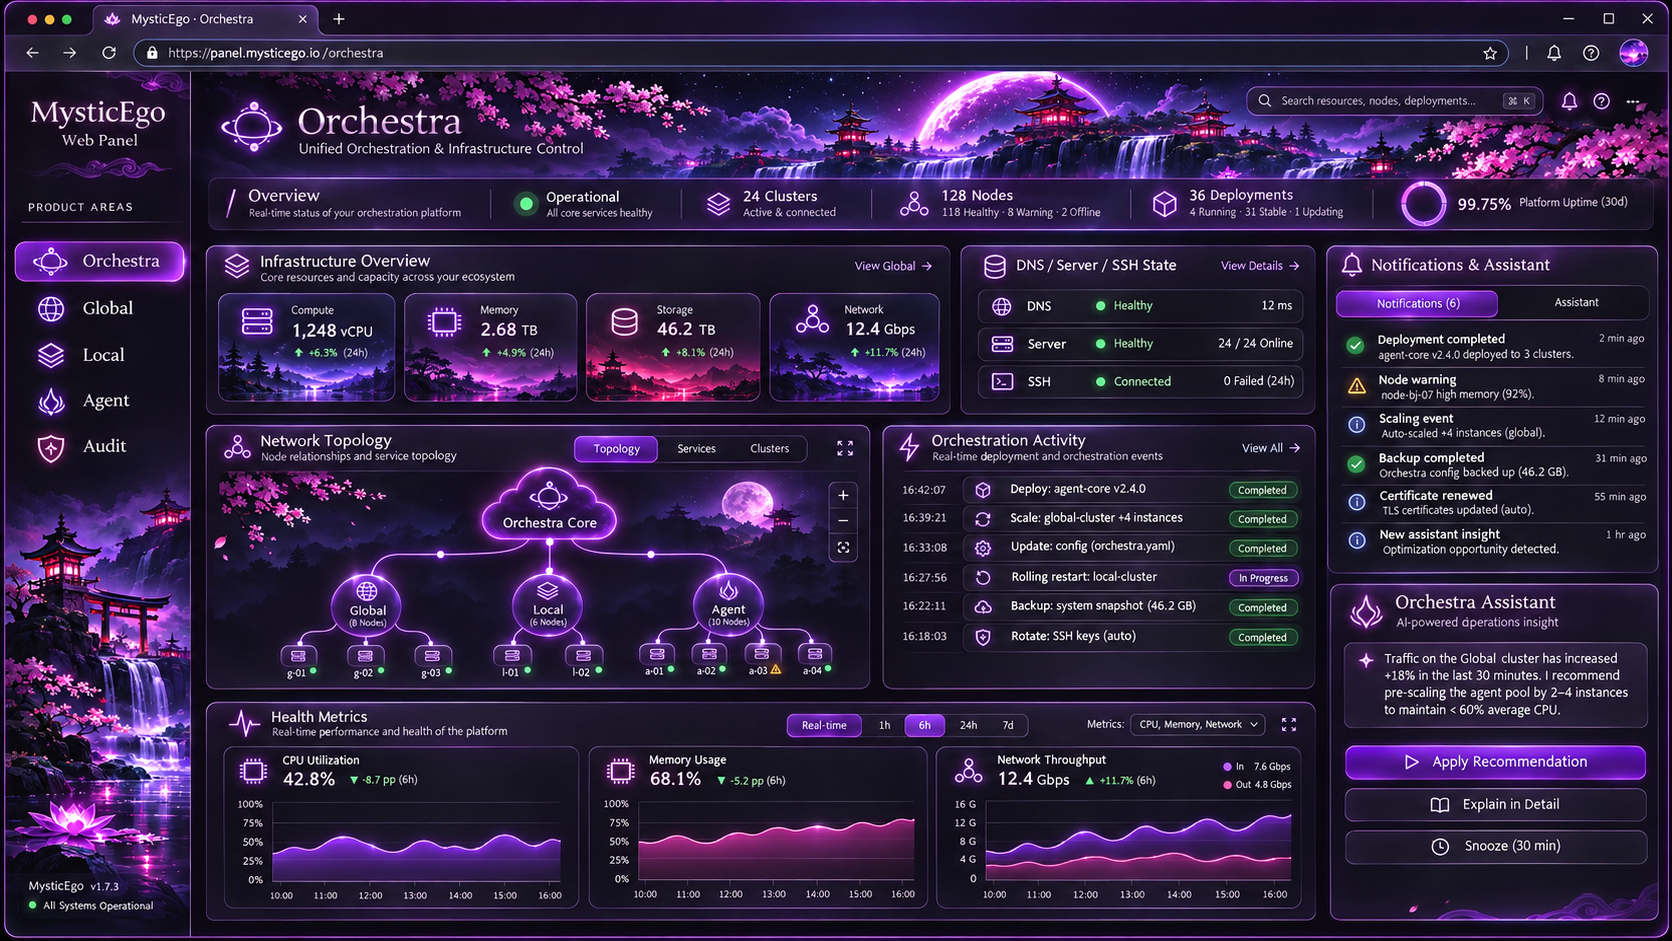 MysticEgo · Orchestra
https://panel.mysticego.io/orchestra
MysticEgo
Web Panel
PRODUCT AREAS
Orchestra
Global
Local
Agent
Audit
MysticEgo v1.7.3
All Systems Operational
Orchestra
Unified Orchestration & Infrastructure Control
Search resources, nodes, deployments...
⌘ K
Overview
Real-time status of your orchestration platform
Operational
All core services healthy
24 Clusters
Active & connected
128 Nodes
118 Healthy · 8 Warning · 2 Offline
36 Deployments
4 Running · 31 Stable · 1 Updating
99.75% Platform Uptime (30d)
Infrastructure Overview
Core resources and capacity across your ecosystem
View Global →
Compute
1,248 vCPU
+6.3% (24h)
Memory
2.68 TB
+4.9% (24h)
Storage
46.2 TB
+8.1% (24h)
Network
12.4 Gbps
+11.7% (24h)
DNS / Server / SSH State
View Details →
DNS Healthy 12 ms
Server Healthy 24 / 24 Online
SSH Connected 0 Failed (24h)
Notifications & Assistant
Notifications (6) Assistant
Deployment completed 2 min ago
agent-core v2.4.0 deployed to 3 clusters.
Node warning 8 min ago
node-bj-07 high memory (92%).
Scaling event 12 min ago
Auto-scaled +4 instances (global).
Backup completed 31 min ago
Orchestra config backed up (46.2 GB).
Certificate renewed 55 min ago
TLS certificates updated (auto).
New assistant insight 1 hr ago
Optimization opportunity detected.
Network Topology
Node relationships and service topology
Topology Services Clusters
Orchestra Core
Global
(8 Nodes)
Local
(6 Nodes)
Agent
(10 Nodes)
g-01 g-02 g-03 l-01 l-02 a-01 a-02 a-03 a-04
Orchestration Activity
Real-time deployment and orchestration events
View All →
16:42:07 Deploy: agent-core v2.4.0 Completed
16:39:21 Scale: global-cluster +4 instances Completed
16:33:08 Update: config (orchestra.yaml) Completed
16:27:56 Rolling restart: local-cluster In Progress
16:22:11 Backup: system snapshot (46.2 GB) Completed
16:18:03 Rotate: SSH keys (auto) Completed
Orchestra Assistant
AI-powered operations insight
Traffic on the Global cluster has increased
+18% in the last 30 minutes. I recommend
pre-scaling the agent pool by 2–4 instances
to maintain < 60% average CPU.
Apply Recommendation
Explain in Detail
Snooze (30 min)
Health Metrics
Real-time performance and health of the platform
Real-time 1h 6h 24h 7d
Metrics: CPU, Memory, Network
CPU Utilization
42.8% ▼ -8.7 pp (6h)
100%
75%
50%
25%
0%
10:00 11:00 12:00 13:00 14:00 15:00 16:00
Memory Usage
68.1% ▼ -5.2 pp (6h)
100%
75%
50%
25%
0%
10:00 11:00 12:00 13:00 14:00 15:00 16:00
Network Throughput
12.4 Gbps ▲ +11.7% (6h)
In 7.6 Gbps
Out 4.8 Gbps
16 G
12 G
8 G
4 G
0
10:00 11:00 12:00 13:00 14:00 15:00 16:00